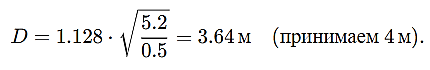 D = 1.128 · √(5.2/0.5) = 3.64 м (принимаем 4 м).